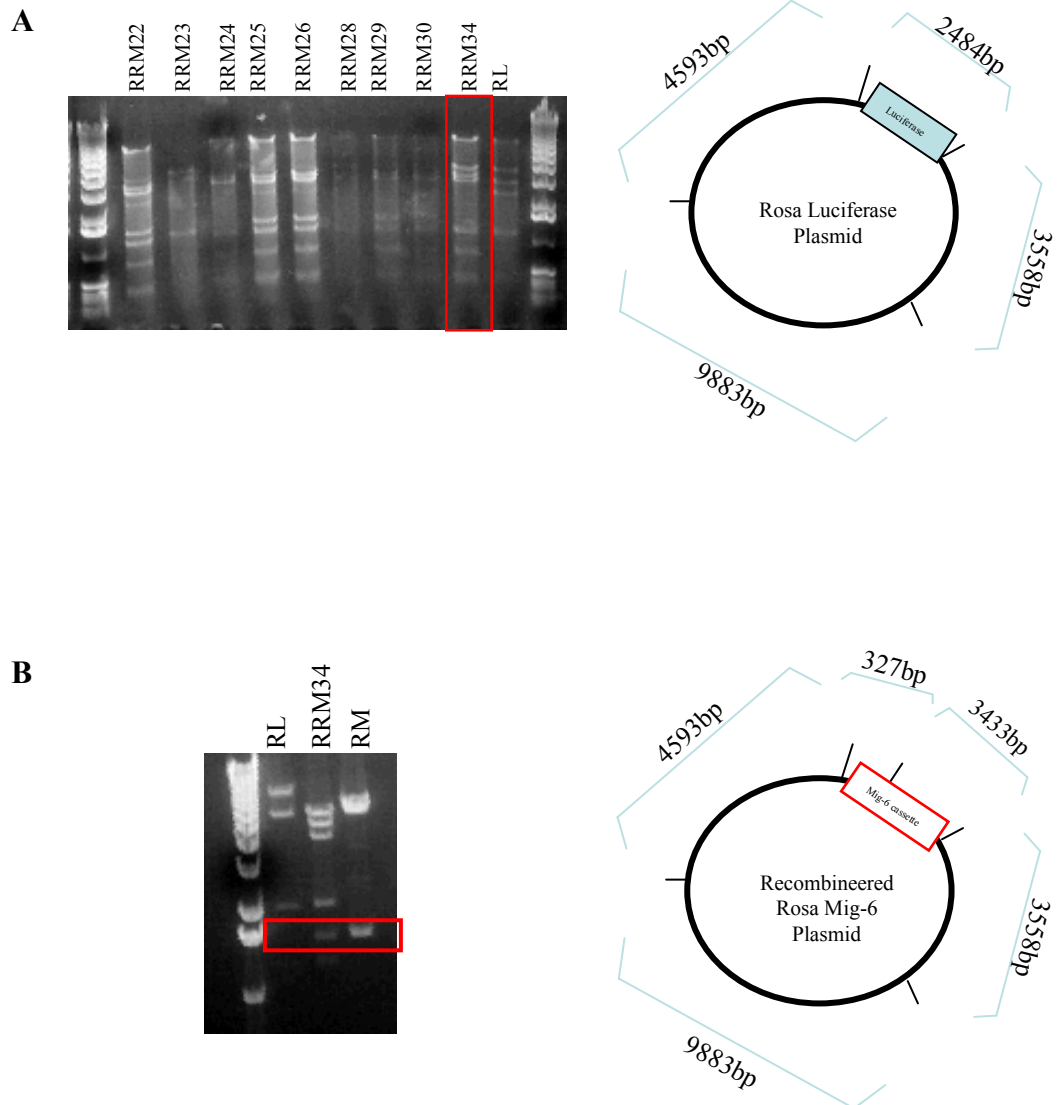 A
RRM22
RRM23
RRM24
RRM25
RRM26
RRM28
RRM29
RRM30
RRM34
RL
4593bp
2484bp
Luciferase
Rosa Luciferase
Plasmid
3558bp
9883bp
B
RL
RRM34
RM
4593bp
327bp
3433bp
Mig-6 cassette
Recombineered
Rosa Mig-6
Plasmid
3558bp
9883bp